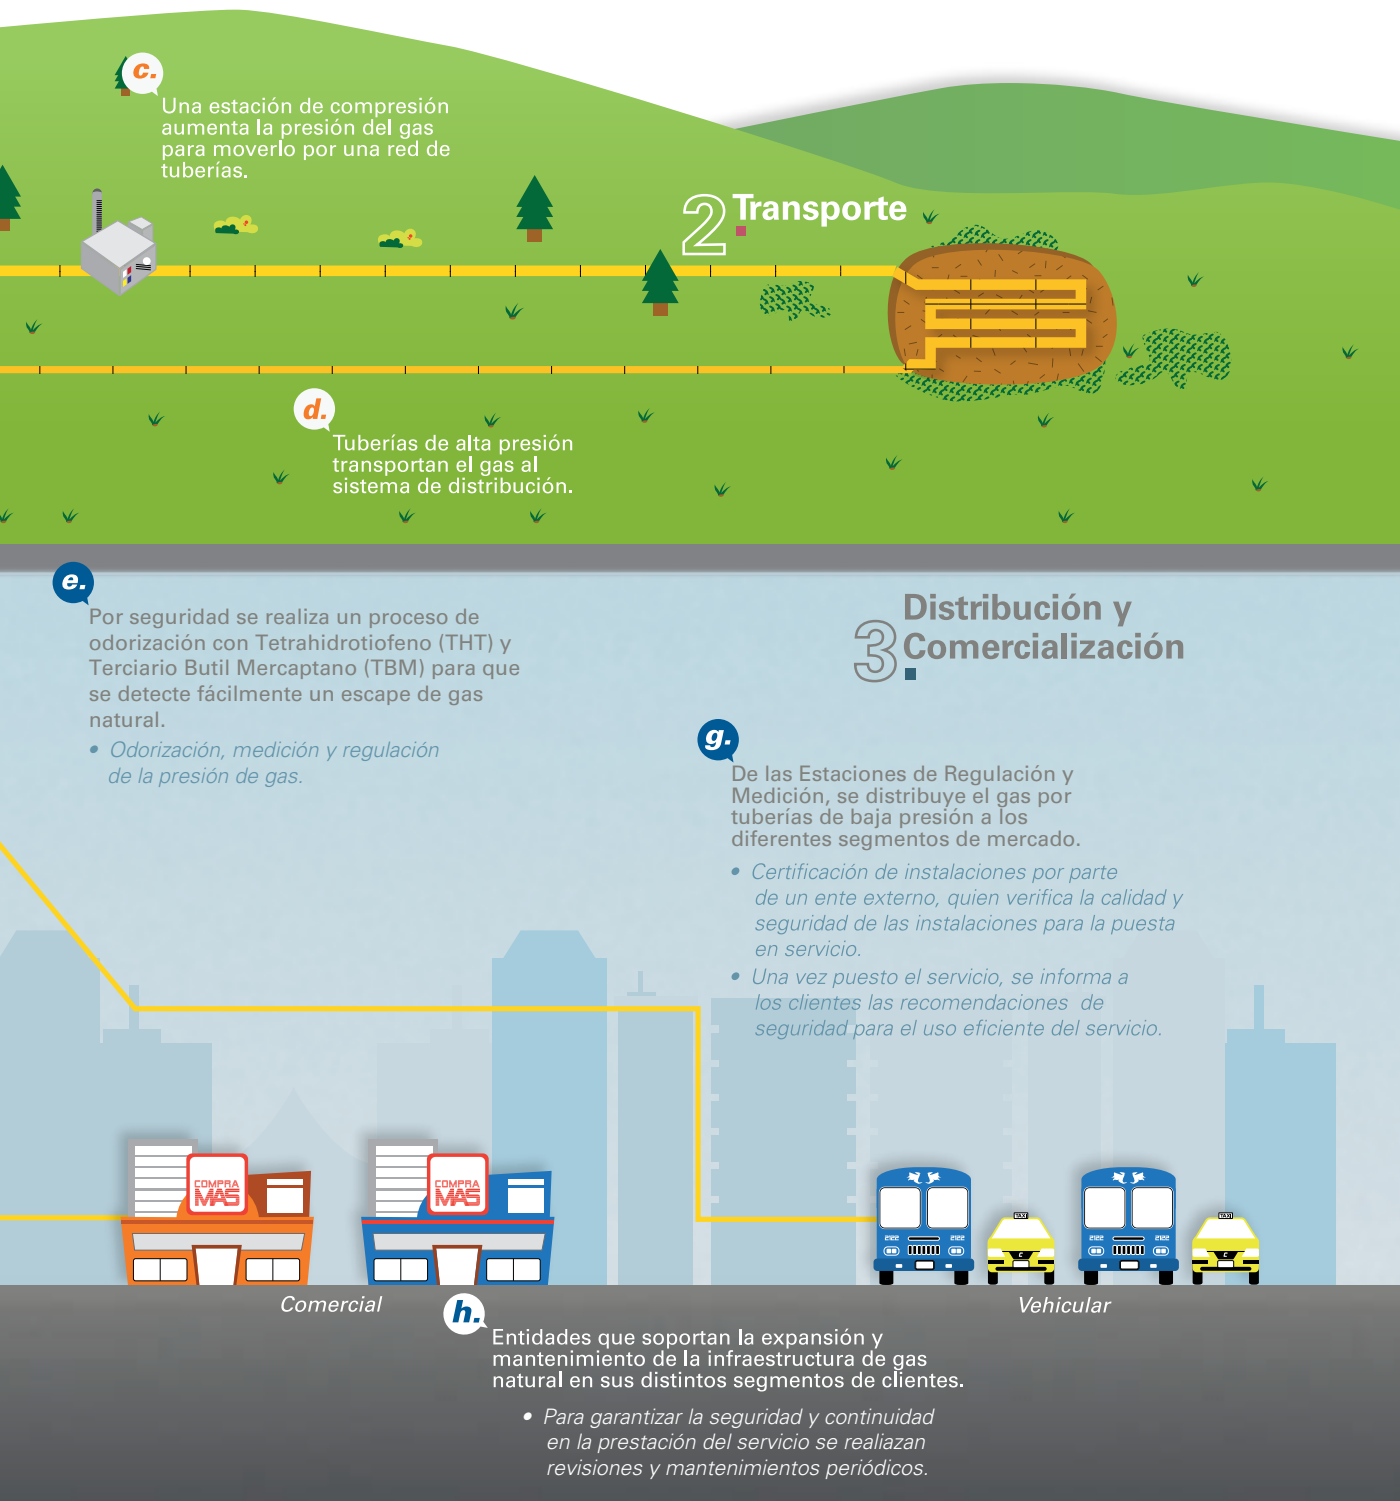 c.
Una estación de compresión
aumenta la presión del gas
para moverlo por una red de
tuberías.
2 Transporte
d.
Tuberías de alta presión
transportan el gas al
sistema de distribución.
e.
Por seguridad se realiza un proceso de
odorización con Tetrahidrotiofeno (THT) y
Terciario Butil Mercaptano (TBM) para que
se detecte fácilmente un escape de gas
natural.
• Odorización, medición y regulación
de la presión de gas.
3 Distribución y
Comercialización
g.
De las Estaciones de Regulación y
Medición, se distribuye el gas por
tuberías de baja presión a los
diferentes segmentos de mercado.
• Certificación de instalaciones por parte
de un ente externo, quien verifica la calidad y
seguridad de las instalaciones para la puesta
en servicio.
• Una vez puesto el servicio, se informa a
los clientes las recomendaciones de
seguridad para el uso eficiente del servicio.
COMPRA
MAS
COMPRA
MAS
2122 2122
TAXI
C
2122 2122
TAXI
C
Comercial
Vehicular
h.
Entidades que soportan la expansión y
mantenimiento de la infraestructura de gas
natural en sus distintos segmentos de clientes.
• Para garantizar la seguridad y continuidad
en la prestación del servicio se realiazan
revisiones y mantenimientos periódicos.